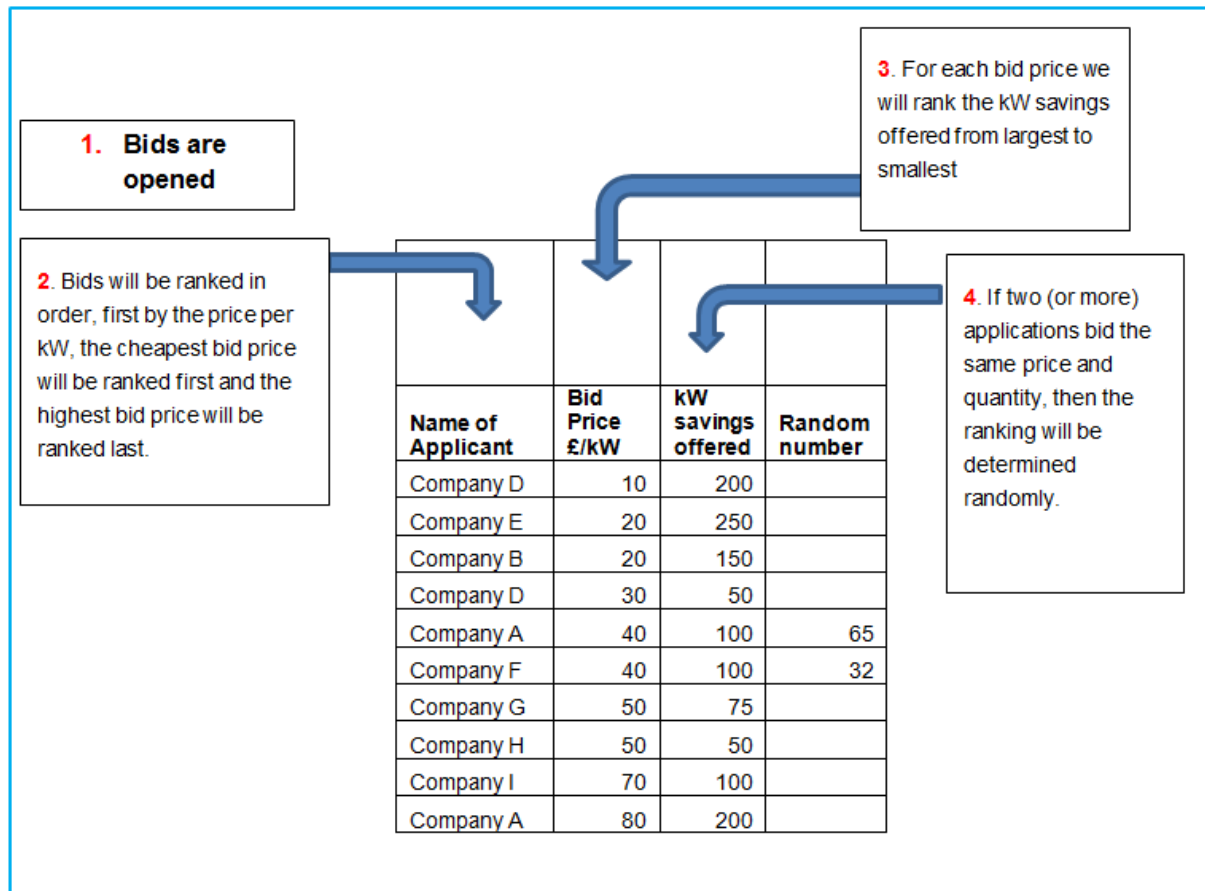 1. Bids are
opened
2. Bids will be ranked in
order, first by the price per
kW, the cheapest bid price
will be ranked first and the
highest bid price will be
ranked last.
3. For each bid price we
will rank the kW savings
offered from largest to
smallest
4. If two (or more)
applications bid the
same price and
quantity, then the
ranking will be
determined
randomly.
Name of Applicant Bid Price £/kW kW savings offered Random number
Company D 10 200
Company E 20 250
Company B 20 150
Company D 30 50
Company A 40 100 65
Company F 40 100 32
Company G 50 75
Company H 50 50
Company I 70 100
Company A 80 200